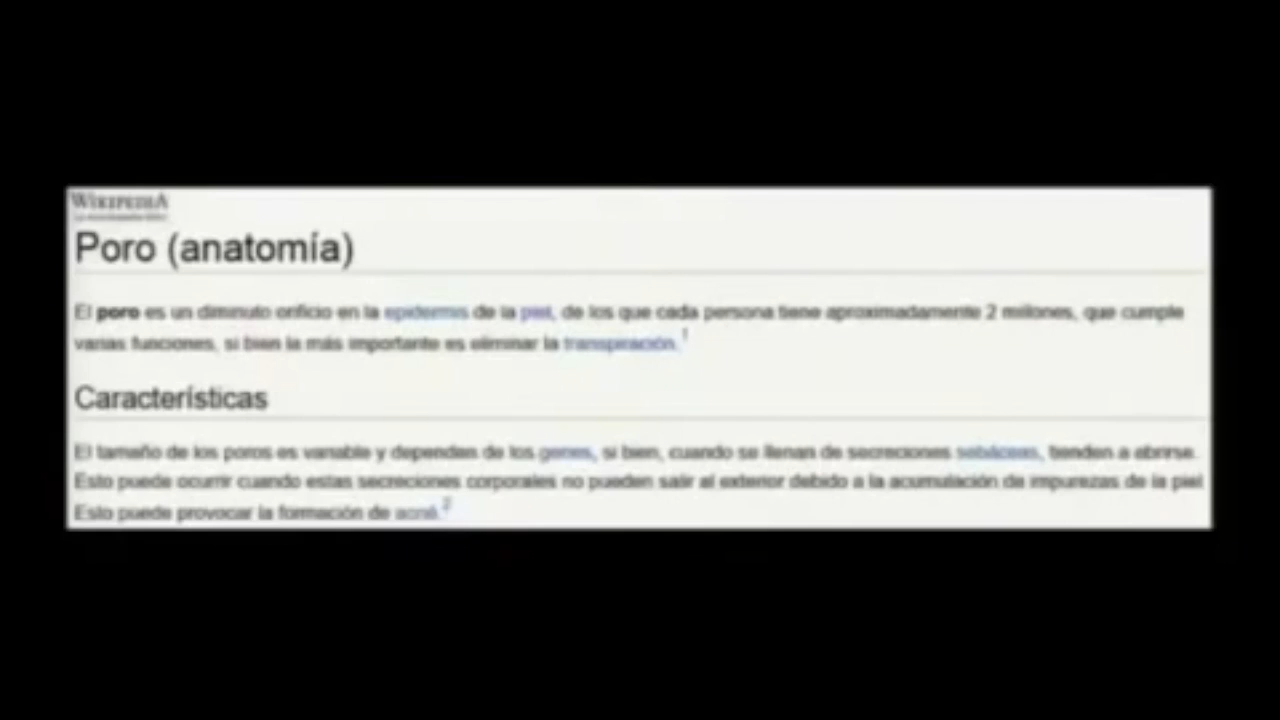 WIKIPEDIA
Poro (anatomía)
El poro es un diminuto orificio en la epidermis de la piel, de los que cada persona tiene aproximadamente 2 millones, que cumple
varias funciones, si bien la más importante es eliminar la transpiración.1
Características
El tamaño de los poros es variable y dependen de los genes, si bien, cuando se llenan de secreciones sebáceas, tienden a abrirse.
Esto puede ocurrir cuando estas secreciones corporales no pueden salir al exterior debido a la acumulación de impurezas de la piel
Esto puede provocar la formación de acné.2